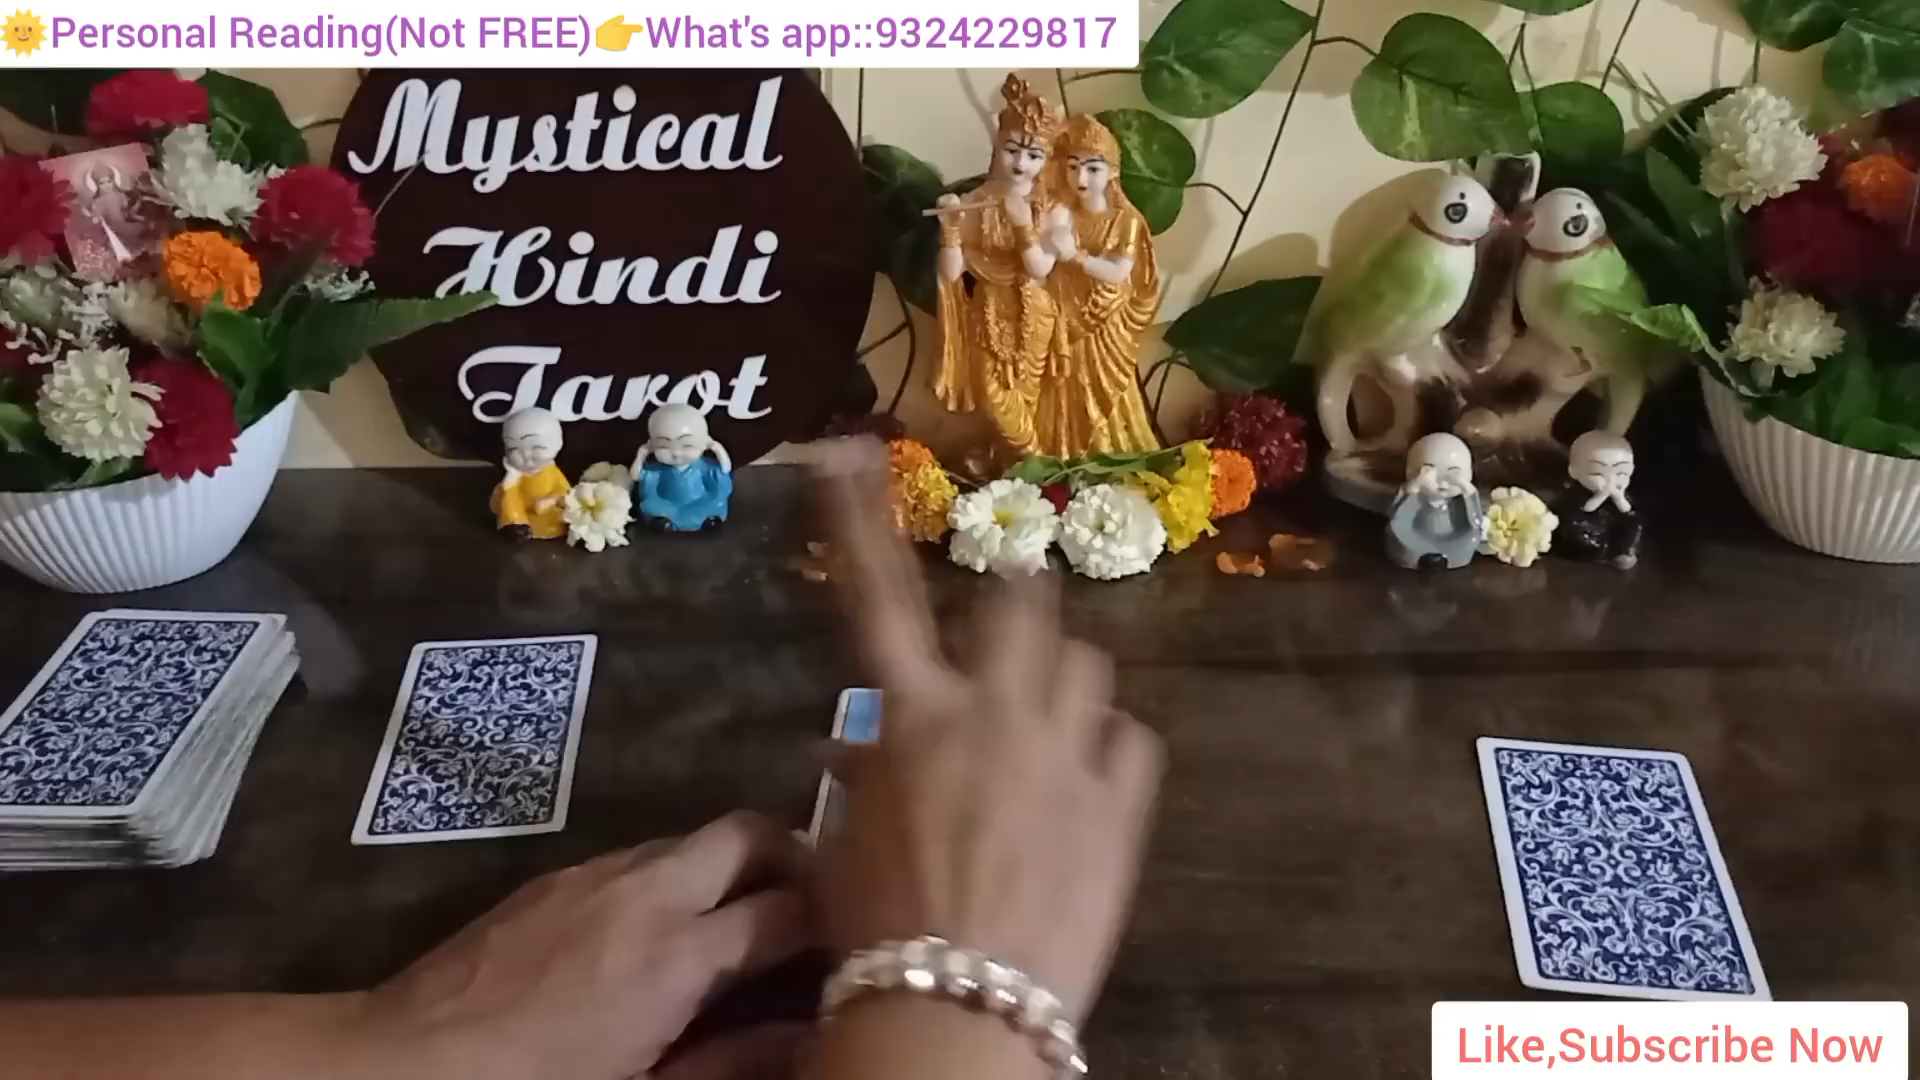 🌞Personal Reading(Not FREE)👉What's app::9324229817
Mystical
Hindi
Tarot
Like,Subscribe Now